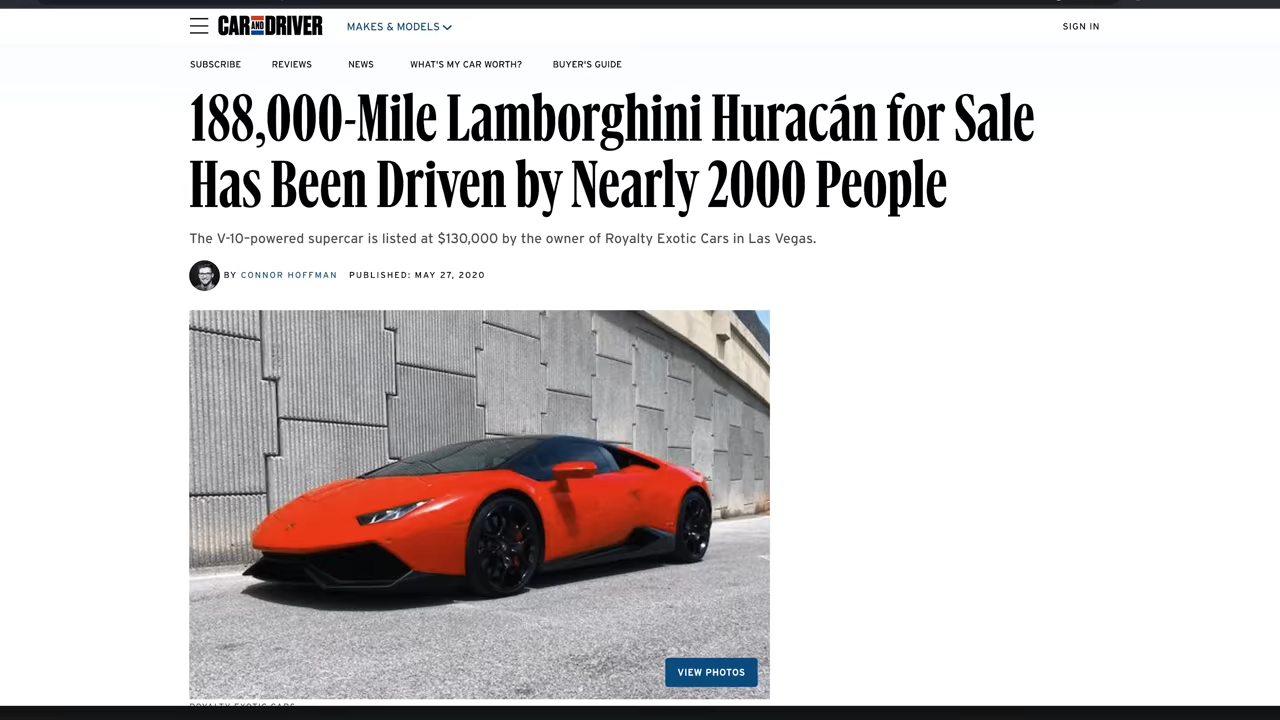 CAR AND DRIVER
MAKES & MODELS
SIGN IN
SUBSCRIBE
REVIEWS
NEWS
WHAT'S MY CAR WORTH?
BUYER'S GUIDE
188,000-Mile Lamborghini Huracán for Sale
Has Been Driven by Nearly 2000 People
The V-10–powered supercar is listed at $130,000 by the owner of Royalty Exotic Cars in Las Vegas.
BY CONNOR HOFFMAN PUBLISHED: MAY 27, 2020
VIEW PHOTOS
ROYALTY EXOTIC CARS